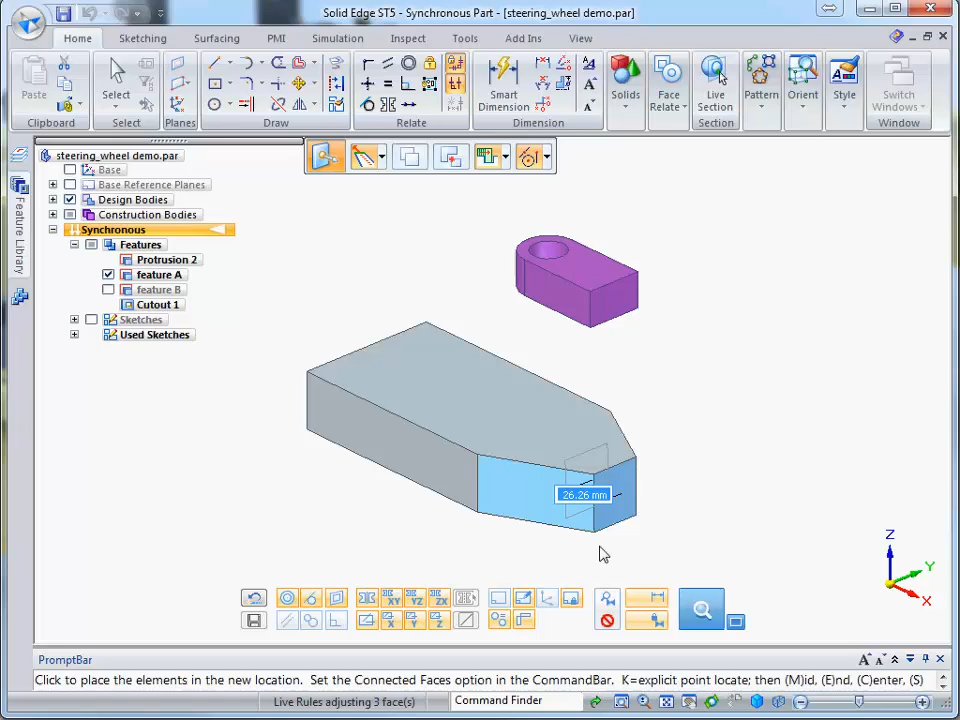 Solid Edge ST5 - Synchronous Part - [steering_wheel demo.par]
Home Sketching Surfacing PMI Simulation Inspect Tools Add Ins View
Paste Select Smart Dimension Solids Face Relate Live Section Pattern Orient Style Switch Windows
Clipboard Select Planes Draw Relate Dimension Section Window
Feature Library
steering_wheel demo.par
Base
Base Reference Planes
Design Bodies
Construction Bodies
Synchronous
Features
Protrusion 2
feature A
feature B
Cutout 1
Sketches
Used Sketches
26.26 mm
Z
Y
X
XY YZ ZX
X Y Z
PromptBar
Click to place the elements in the new location. Set the Connected Faces option in the CommandBar. K=explicit point locate; then (M)id, (E)nd, (C)enter, (S)
Live Rules adjusting 3 face(s) Command Finder